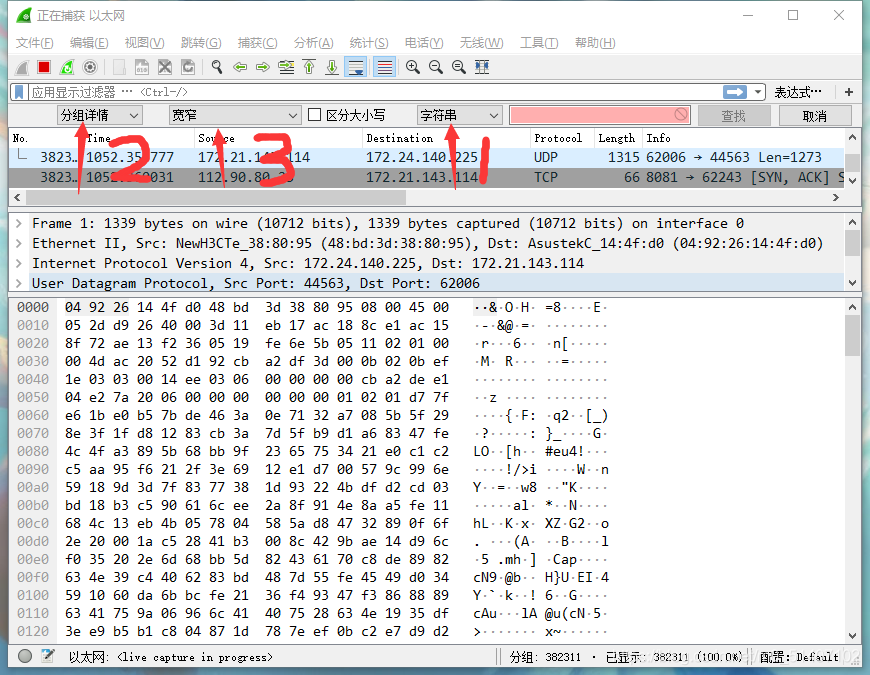 正在捕获 以太网
文件(F) 编辑(E) 视图(V) 跳转(G) 捕获(C) 分析(A) 统计(S) 电话(Y) 无线(W) 工具(T) 帮助(H)
应用显示过滤器 … <Ctrl-/> 表达式…
分组详情 宽窄 区分大小写 字符串 查找 取消
No. Time Source Destination Protocol Length Info
3823… 1052.35 777 172.21.14 .114 172.24.140.225 UDP 1315 62006 → 44563 Len=1273
3823… 1052. 0031 112.90.80. 172.21.143.114 TCP 66 8081 → 62243 [SYN, ACK] S
2 3 1
Frame 1: 1339 bytes on wire (10712 bits), 1339 bytes captured (10712 bits) on interface 0
Ethernet II, Src: NewH3CTe_38:80:95 (48:bd:3d:38:80:95), Dst: AsustekC_14:4f:d0 (04:92:26:14:4f:d0)
Internet Protocol Version 4, Src: 172.24.140.225, Dst: 172.21.143.114
User Datagram Protocol, Src Port: 44563, Dst Port: 62006
0000 04 92 26 14 4f d0 48 bd 3d 38 80 95 08 00 45 00 ··& O H =8····E·
0010 05 2d d9 26 40 00 3d 11 eb 17 ac 18 8c e1 ac 15 ·- &@ = ········
0020 8f 72 ae 13 f2 36 05 19 fe 6e 5b 05 11 02 01 00 ·r···6·· ·n[·····
0030 00 4d ac 20 52 d1 92 cb a2 df 3d 00 0b 02 0b ef ·M· R··· ··=·····
0040 1e 03 03 00 14 ee 03 06 00 00 00 00 cb a2 de e1 ········ ········
0050 04 e2 7a 20 06 00 00 00 00 00 00 01 02 01 d7 7f ··z ···· ········
0060 e6 1b e0 b5 7b de 46 3a 0e 71 32 a7 08 5b 5f 29 ····{·F: ·q2··[_)
0070 8e 3f 1f d8 12 83 cb 3a 7d 5f b9 d1 a6 83 47 fe ·?·····: }_····G·
0080 4c 4f a3 89 5b 68 bb 9f 23 65 75 34 21 e0 c1 c2 LO··[h·· #eu4!···
0090 c5 aa 95 f6 21 2f 3e 69 12 e1 d7 00 57 9c 99 6e ····!/>i ····W··n
00a0 59 18 9d 3d 7f 83 77 38 1d 93 22 4b df d2 cd 03 Y··=··w8 ··"K····
00b0 bd 18 b3 c5 90 61 6c ee 2a 8f 91 4e 8a a5 fe 11 ·····al· *··N····
00c0 68 4c 13 eb 4b 05 78 04 58 5a d8 47 32 89 0f 6f hL··K·x· XZ·G2··o
00d0 2e 20 00 1a c5 28 41 b3 00 8c 42 9b ae 14 d9 6c . ···(A· ··B····l
00e0 f0 35 20 2e 6d 68 bb 5d 82 43 61 70 c8 de 89 82 ·5 .mh·] ·Cap····
00f0 63 4e 39 c4 40 62 83 bd 48 7d 55 fe 45 49 d0 34 cN9·@b·· H}U·EI·4
0100 59 10 60 da 6b bc fe 21 36 f4 93 47 f3 86 88 89 Y·`·k··! 6··G····
0110 63 41 75 9a 06 96 6c 41 40 75 28 63 4e 19 35 df cAu···lA @u(cN·5·
0120 3e e9 b5 b1 c8 04 87 1d 78 7e ef 0b c2 e7 d9 d2 >······· x~······
以太网: <live capture in progress> 分组: 382311 · 已显示: 382311 (100.0%) 配置: Default